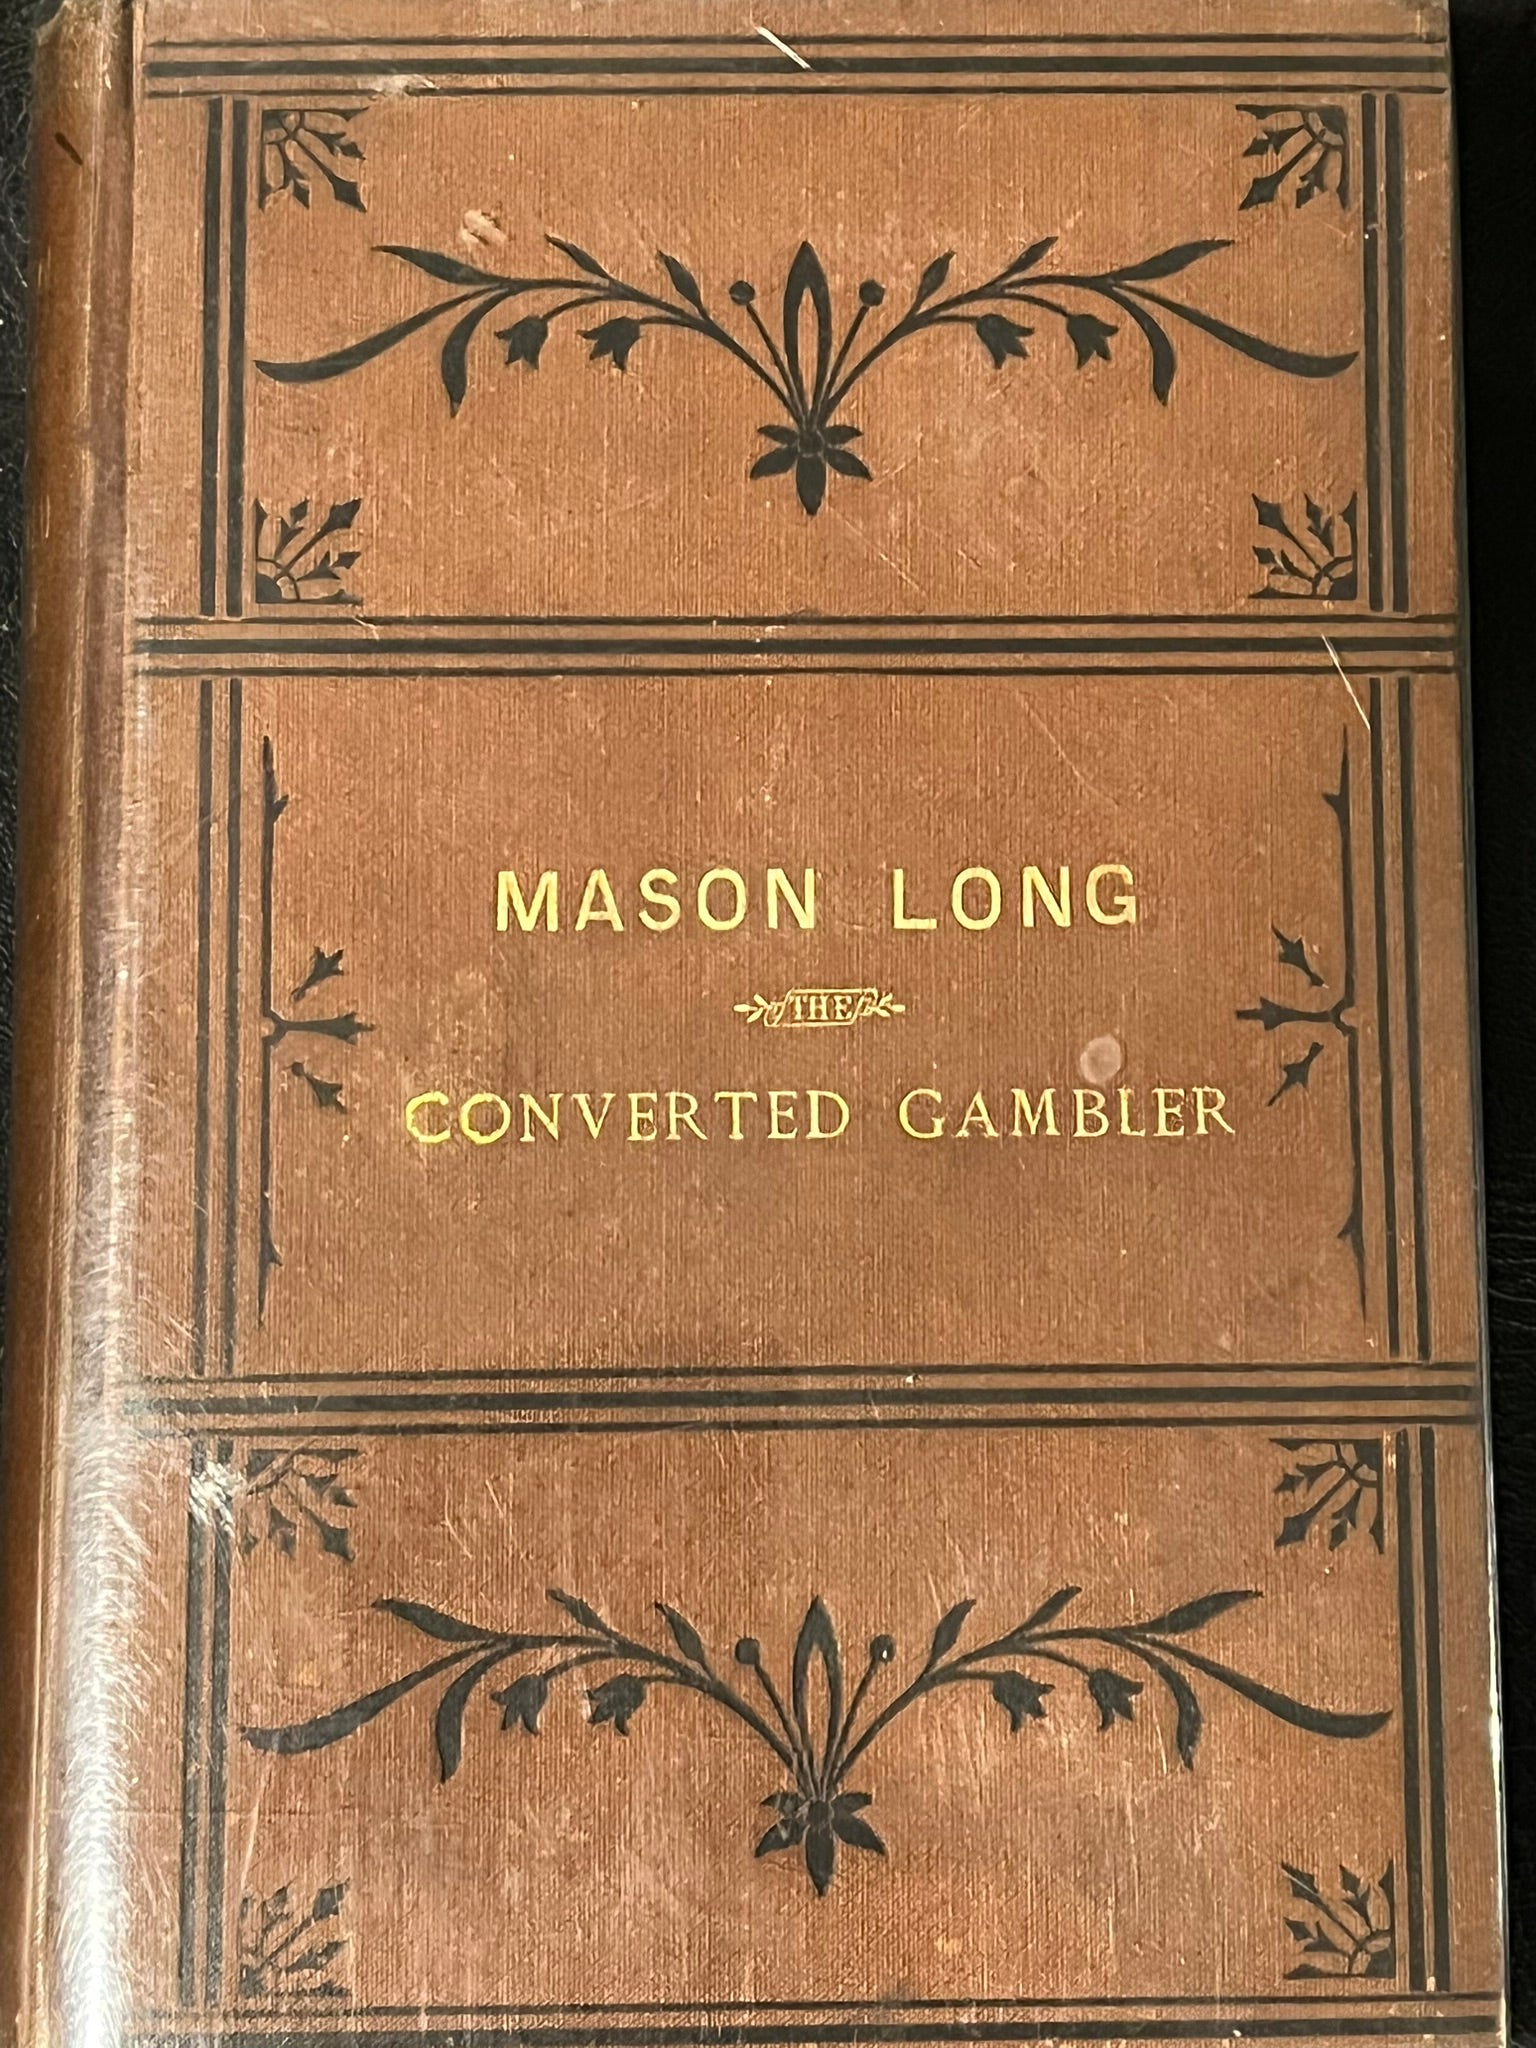 MASON LONG
THE
CONVERTED GAMBLER